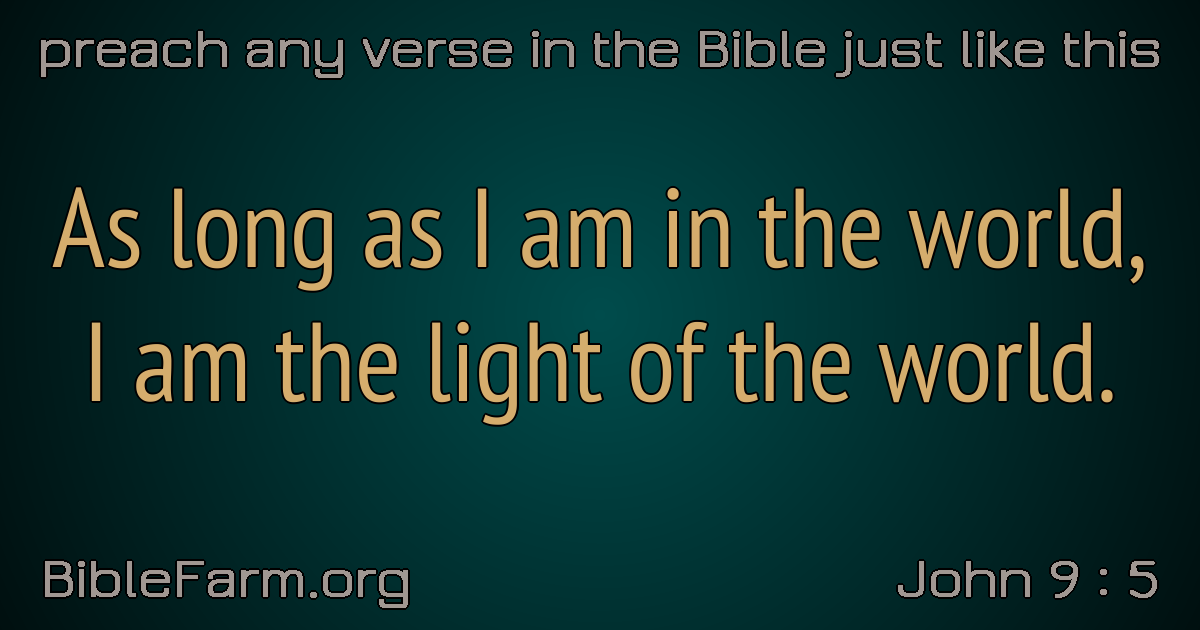 preach any verse in the Bible just like this
As long as I am in the world,
I am the light of the world.
BibleFarm.org
John 9 : 5